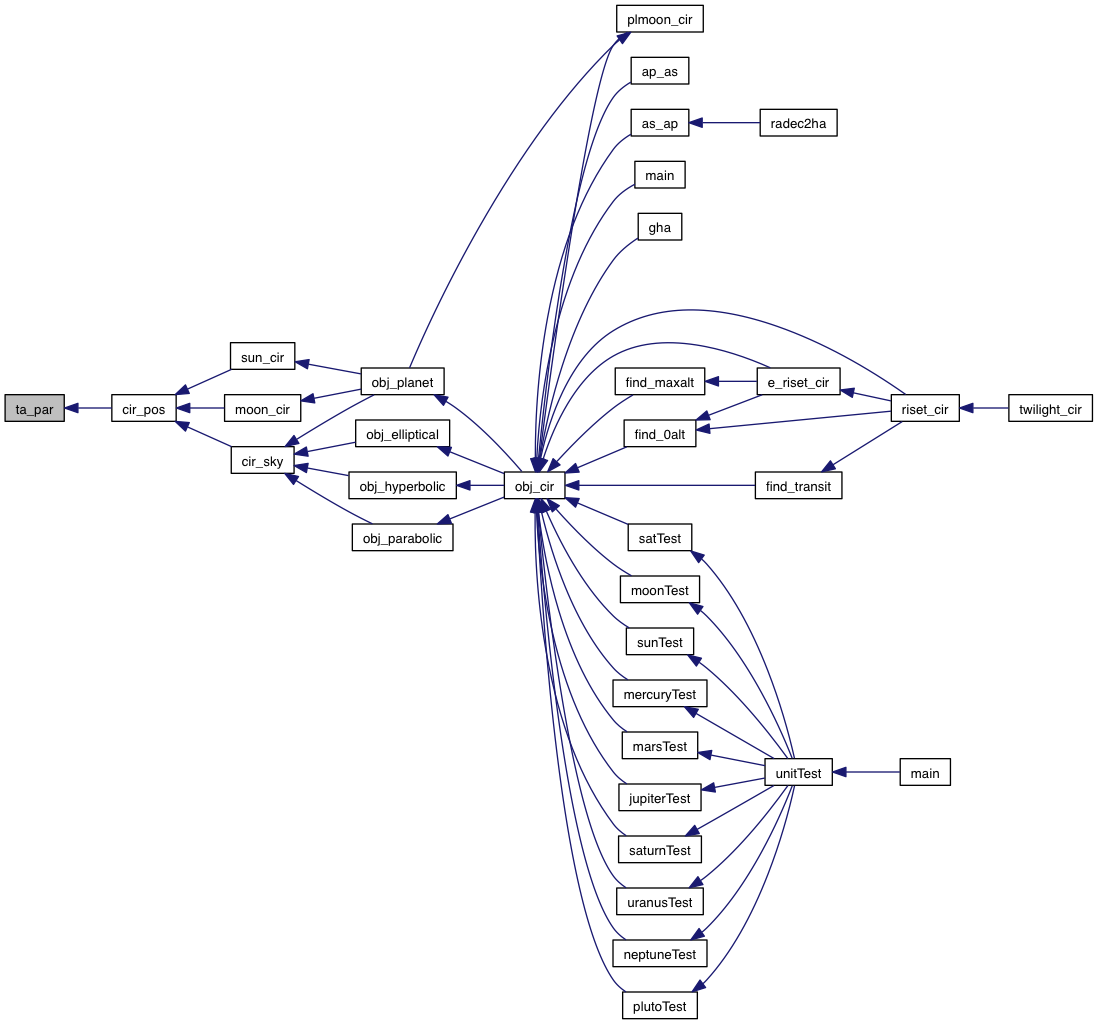 plmoon_cir
ap_as
as_ap
radec2ha
main
gha
sun_cir
obj_planet
find_maxalt
e_riset_cir
ta_par
cir_pos
moon_cir
riset_cir
twilight_cir
obj_elliptical
find_0alt
cir_sky
obj_hyperbolic
obj_cir
find_transit
obj_parabolic
satTest
moonTest
sunTest
mercuryTest
marsTest
unitTest
main
jupiterTest
saturnTest
uranusTest
neptuneTest
plutoTest